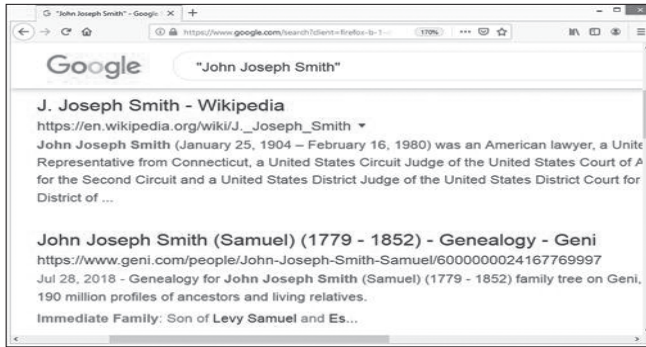 "John Joseph Smith" - Google
https://www.google.com/search?client=firefox-b-1-
170%
Google
"John Joseph Smith"
J. Joseph Smith - Wikipedia
https://en.wikipedia.org/wiki/J._Joseph_Smith
John Joseph Smith (January 25, 1904 – February 16, 1980) was an American lawyer, a Unite
Representative from Connecticut, a United States Circuit Judge of the United States Court of A
for the Second Circuit and a United States District Judge of the United States District Court for
District of ...
John Joseph Smith (Samuel) (1779 - 1852) - Genealogy - Geni
https://www.geni.com/people/John-Joseph-Smith-Samuel/6000000024167769997
Jul 28, 2018 - Genealogy for John Joseph Smith (Samuel) (1779 - 1852) family tree on Geni,
190 million profiles of ancestors and living relatives.
Immediate Family: Son of Levy Samuel and Es...